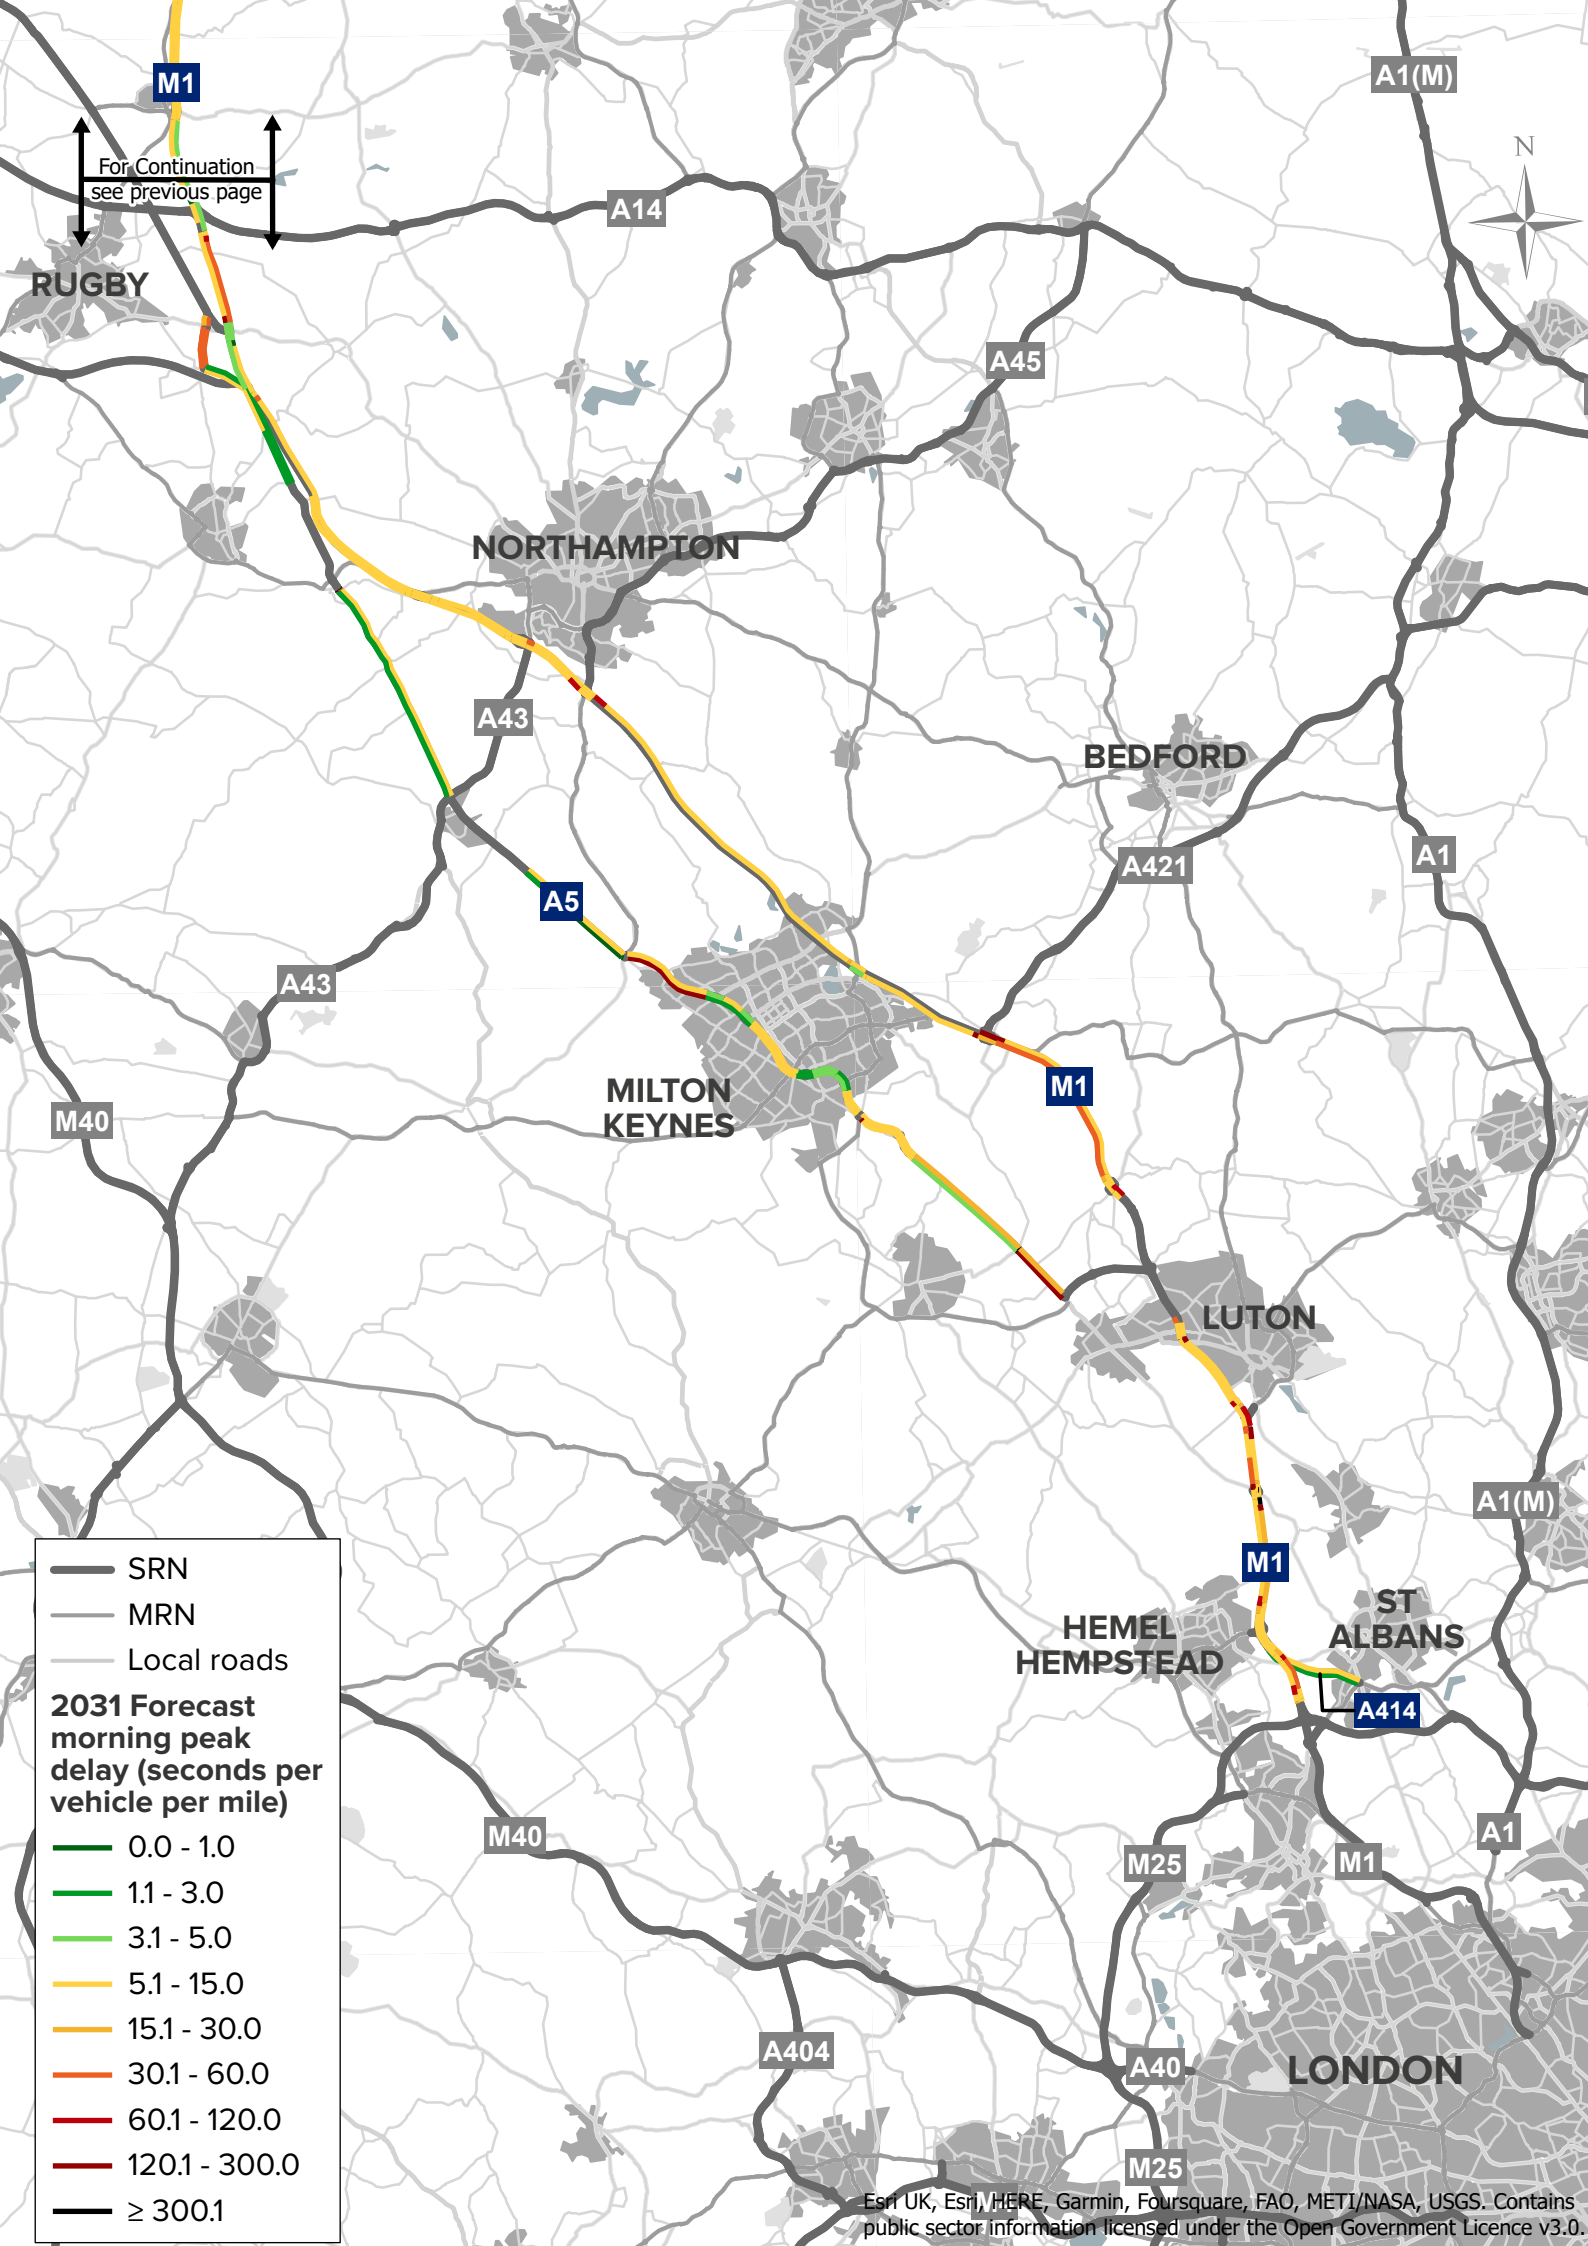 M1
A1(M)
For Continuation
see previous page
N
A14
RUGBY
A45
NORTHAMPTON
A43
BEDFORD
A421
A1
A5
A43
MILTON
KEYNES
M1
M40
LUTON
A1(M)
M1
HEMEL
HEMPSTEAD
ST
ALBANS
A414
SRN
MRN
Local roads
2031 Forecast
morning peak
delay (seconds per
vehicle per mile)
0.0 - 1.0
1.1 - 3.0
3.1 - 5.0
5.1 - 15.0
15.1 - 30.0
30.1 - 60.0
60.1 - 120.0
120.1 - 300.0
≥ 300.1
M40
A1
M25
M1
A404
A40
LONDON
M25
Esri UK, Esri, HERE, Garmin, Foursquare, FAO, METI/NASA, USGS. Contains
public sector information licensed under the Open Government Licence v3.0.